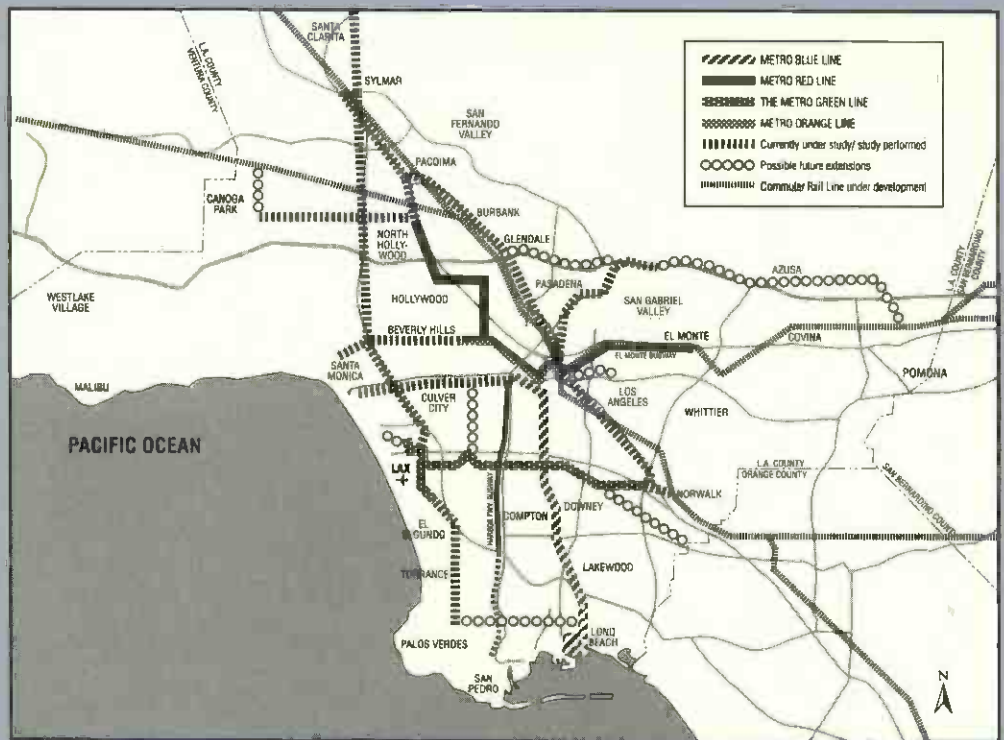 SANTA
CLARITA
L.A. COUNTY
VENTURA COUNTY
SYLMAR
SAN
FERNANDO
VALLEY
PACOIMA
CANOGA
PARK
BURBANK
NORTH
HOLLY-
WOOD
GLENDALE
PASADENA
AZUSA
L.A. COUNTY
SAN BERNARDINO
COUNTY
WESTLAKE
VILLAGE
HOLLYWOOD
SAN GABRIEL
VALLEY
BEVERLY HILLS
EL MONTE
EL MONTE BUSWAY
COVINA
SANTA
MONICA
POMONA
MALIBU
CULVER
CITY
LOS
ANGELES
WHITTIER
PACIFIC OCEAN
LAX
L.A. COUNTY
ORANGE COUNTY
SAN BERNARDINO COUNTY
NORWALK
EL
SEGUNDO
HARBOR FWY BUSWAY
COMPTON
DOWNEY
TORRANCE
LAKEWOOD
PALOS VERDES
LONG
BEACH
SAN
PEDRO
N
METRO BLUE LINE
METRO RED LINE
THE METRO GREEN LINE
METRO ORANGE LINE
Currently under study/ study performed
Possible future extensions
Commuter Rail Line under development